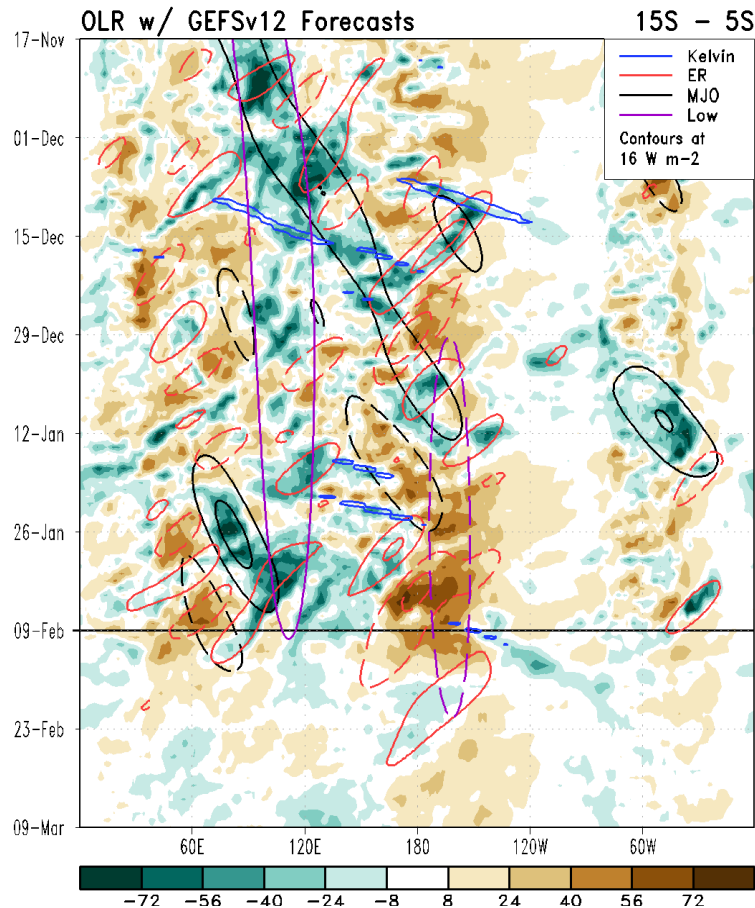 OLR w/ GEFSv12 Forecasts 15S - 5S
17-Nov
01-Dec
15-Dec
29-Dec
12-Jan
26-Jan
09-Feb
23-Feb
09-Mar
Kelvin
ER
MJO
Low
Contours at
16 W m-2
60E 120E 180 120W 60W
-72 -56 -40 -24 -8 8 24 40 56 72